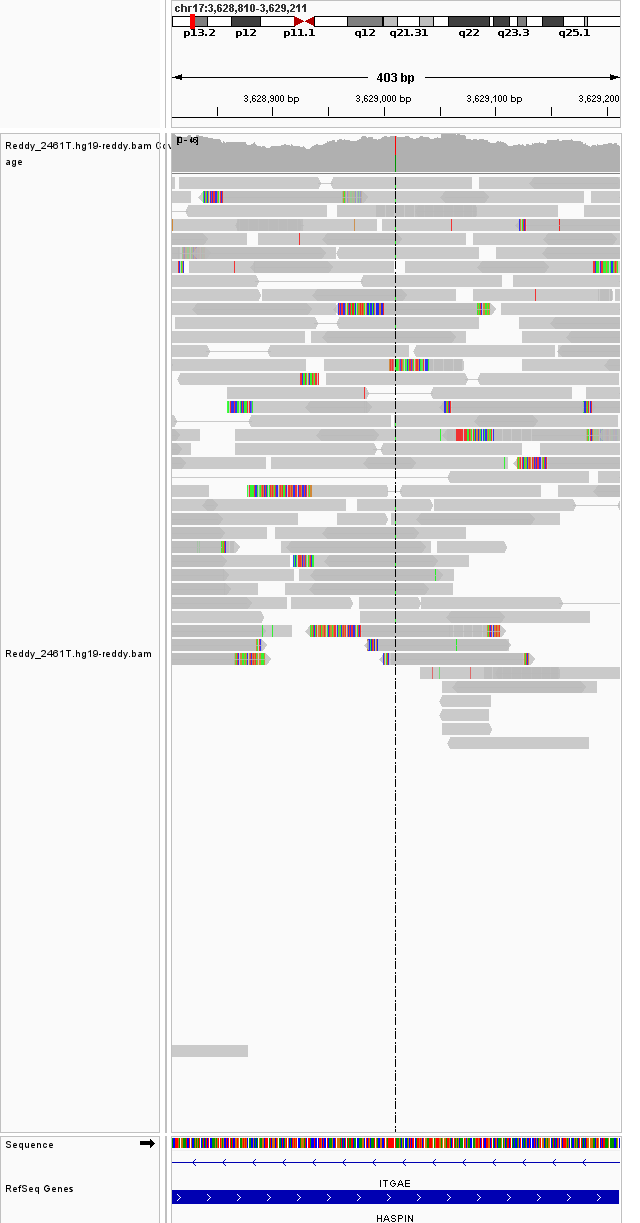 chr17:3,628,810-3,629,211
p13.2 p12 p11.1 q12 q21.31 q22 q23.3 q25.1
403 bp
3,628,900 bp 3,629,000 bp 3,629,100 bp 3,629,200
Reddy_2461T.hg19-reddy.bam Cov
age
Reddy_2461T.hg19-reddy.bam
Sequence
ITGAE
RefSeq Genes
HASPIN